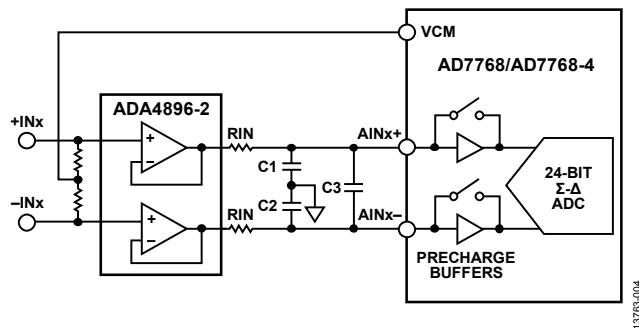 VCM
AD7768/AD7768-4
ADA4896-2
+INx
+
−
RIN
AINx+
C1
C3
24-BIT
Σ-Δ
ADC
C2
−INx
+
−
RIN
AINx−
PRECHARGE
BUFFERS
13763-004